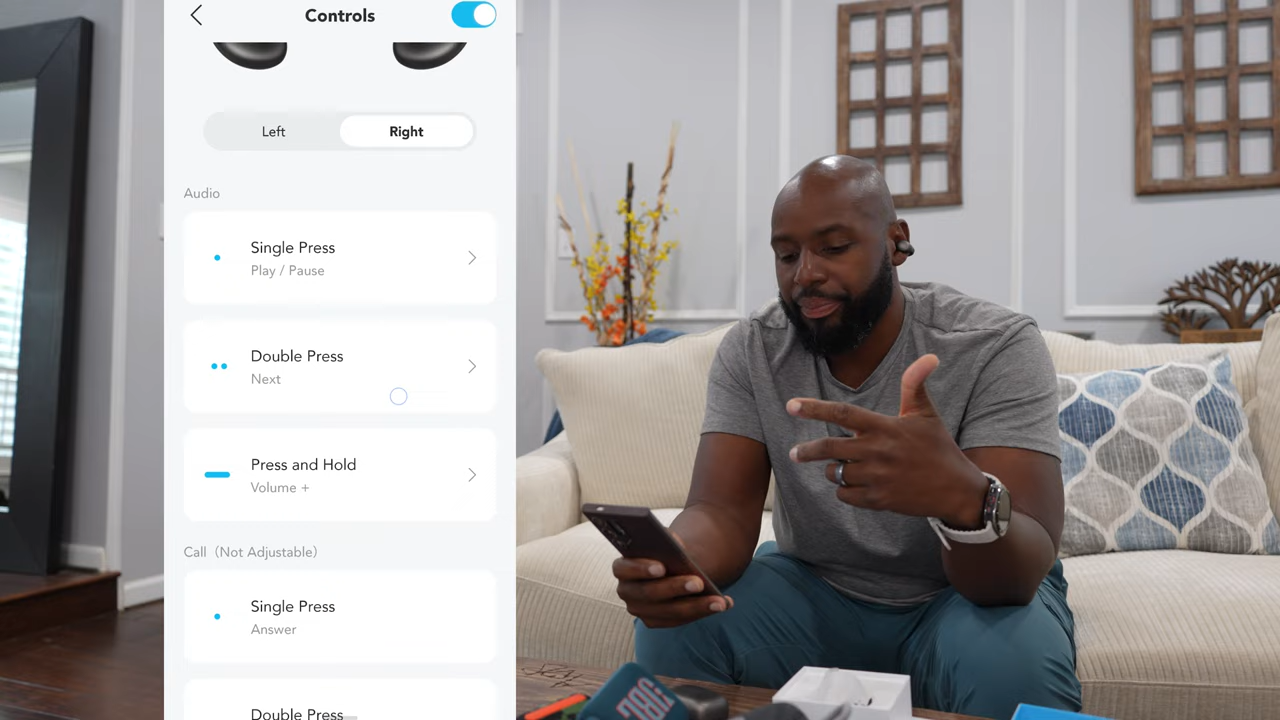 Controls
Left
Right
Audio
Single Press
Play / Pause
Double Press
Next
Press and Hold
Volume +
Call（Not Adjustable）
Single Press
Answer
Double Press
JBL